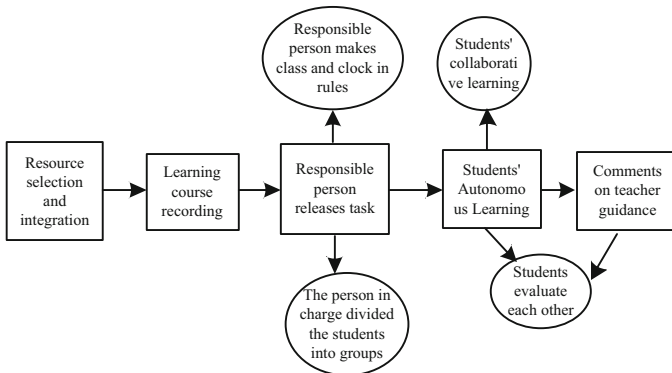 Responsible
person makes
class and clock in
rules
Students'
collaborati
ve learning
Resource
selection
and
integration
Learning
course
recording
Responsible
person
releases task
Students'
Autonomo
us Learning
Comments
on teacher
guidance
The person in
charge divided
the students
into groups
Students
evaluate
each other